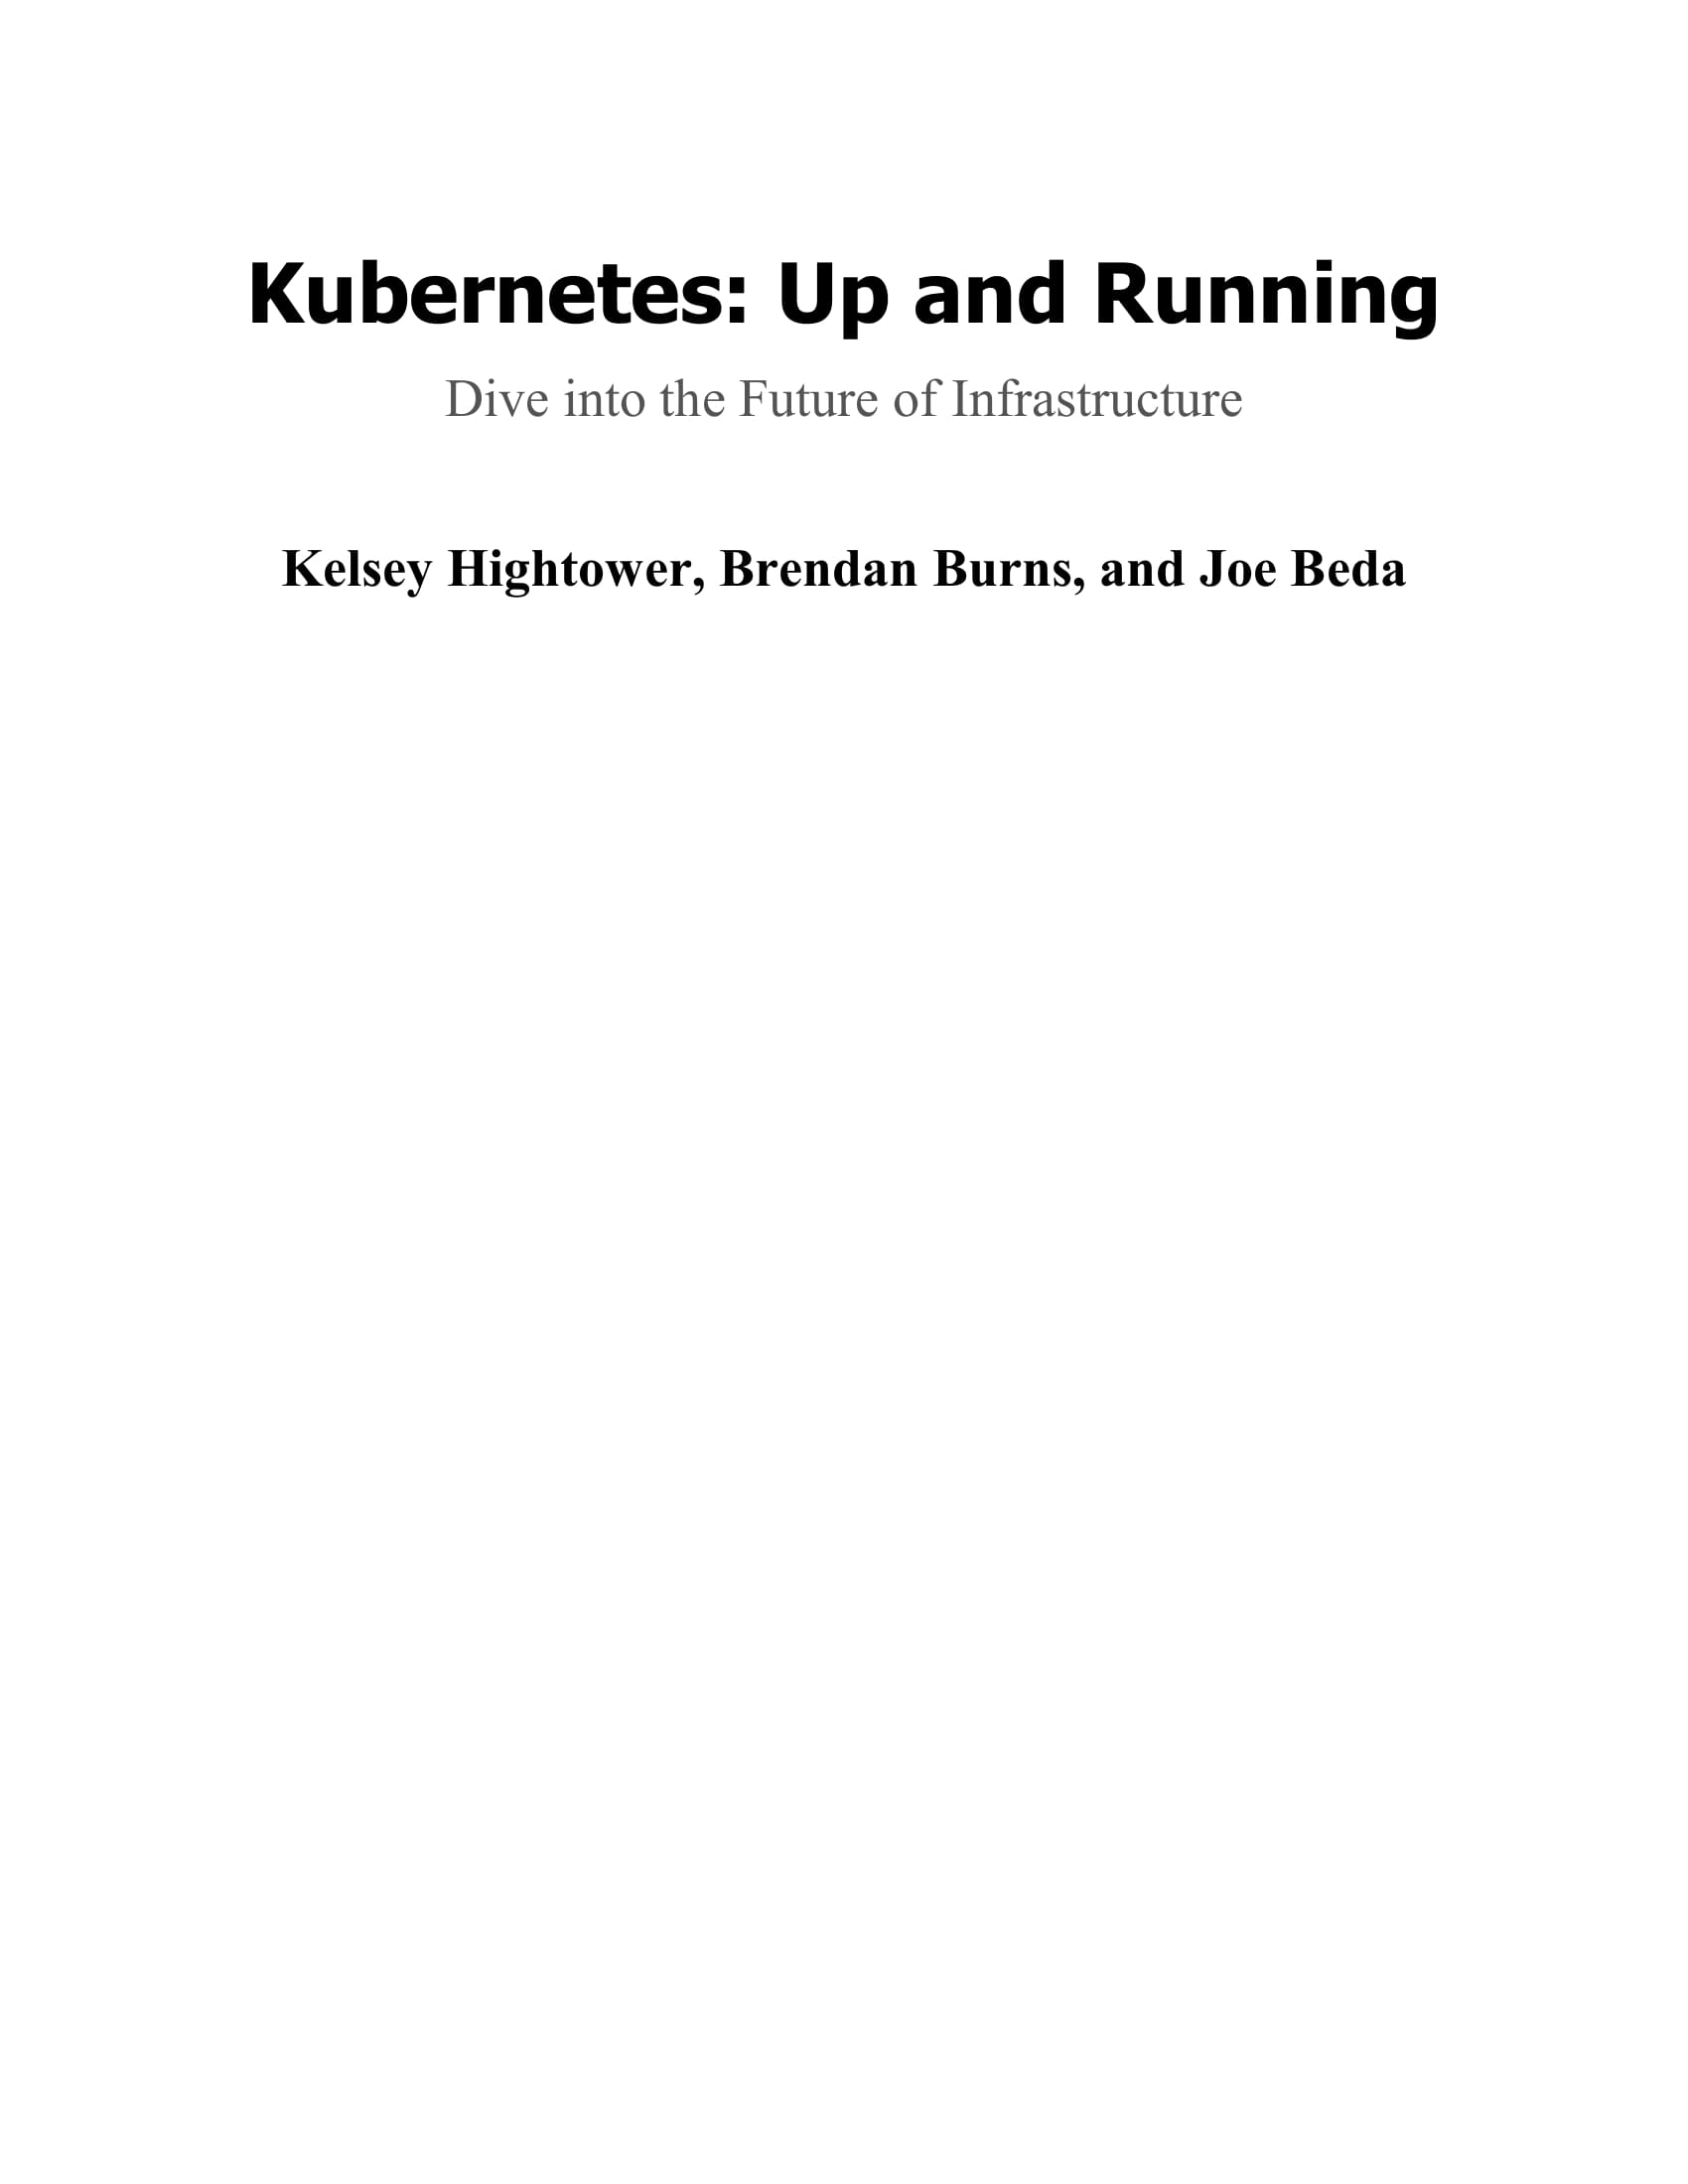 Kubernetes: Up and Running
Dive into the Future of Infrastructure
Kelsey Hightower, Brendan Burns, and Joe Beda